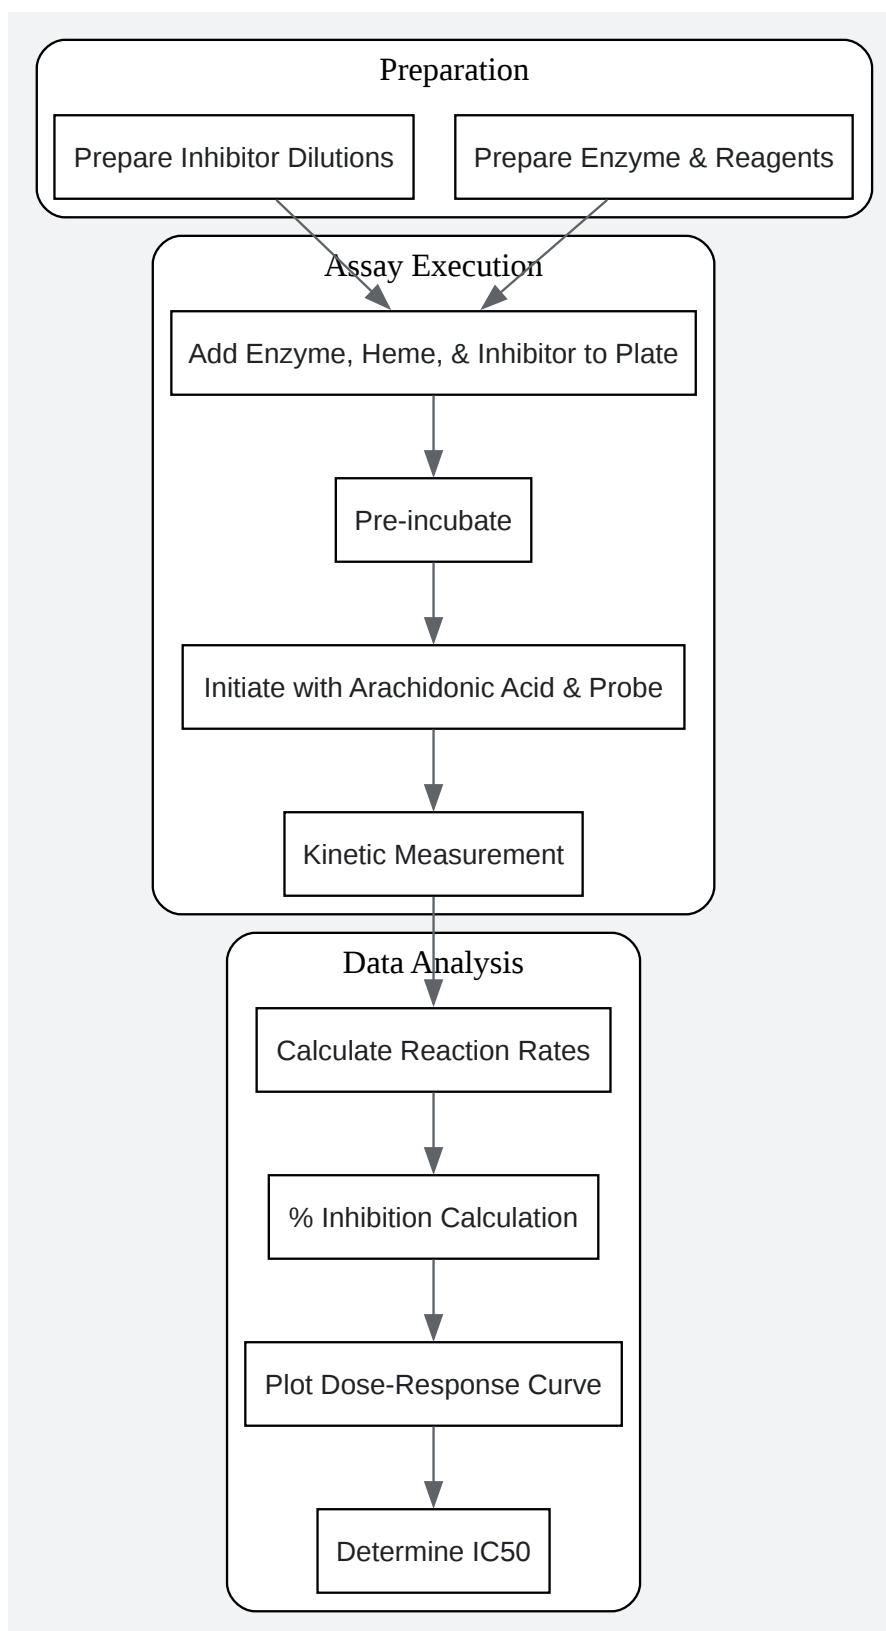 Preparation
Prepare Inhibitor Dilutions
Prepare Enzyme & Reagents
Assay Execution
Add Enzyme, Heme, & Inhibitor to Plate
Pre-incubate
Initiate with Arachidonic Acid & Probe
Kinetic Measurement
Data Analysis
Calculate Reaction Rates
% Inhibition Calculation
Plot Dose-Response Curve
Determine IC50